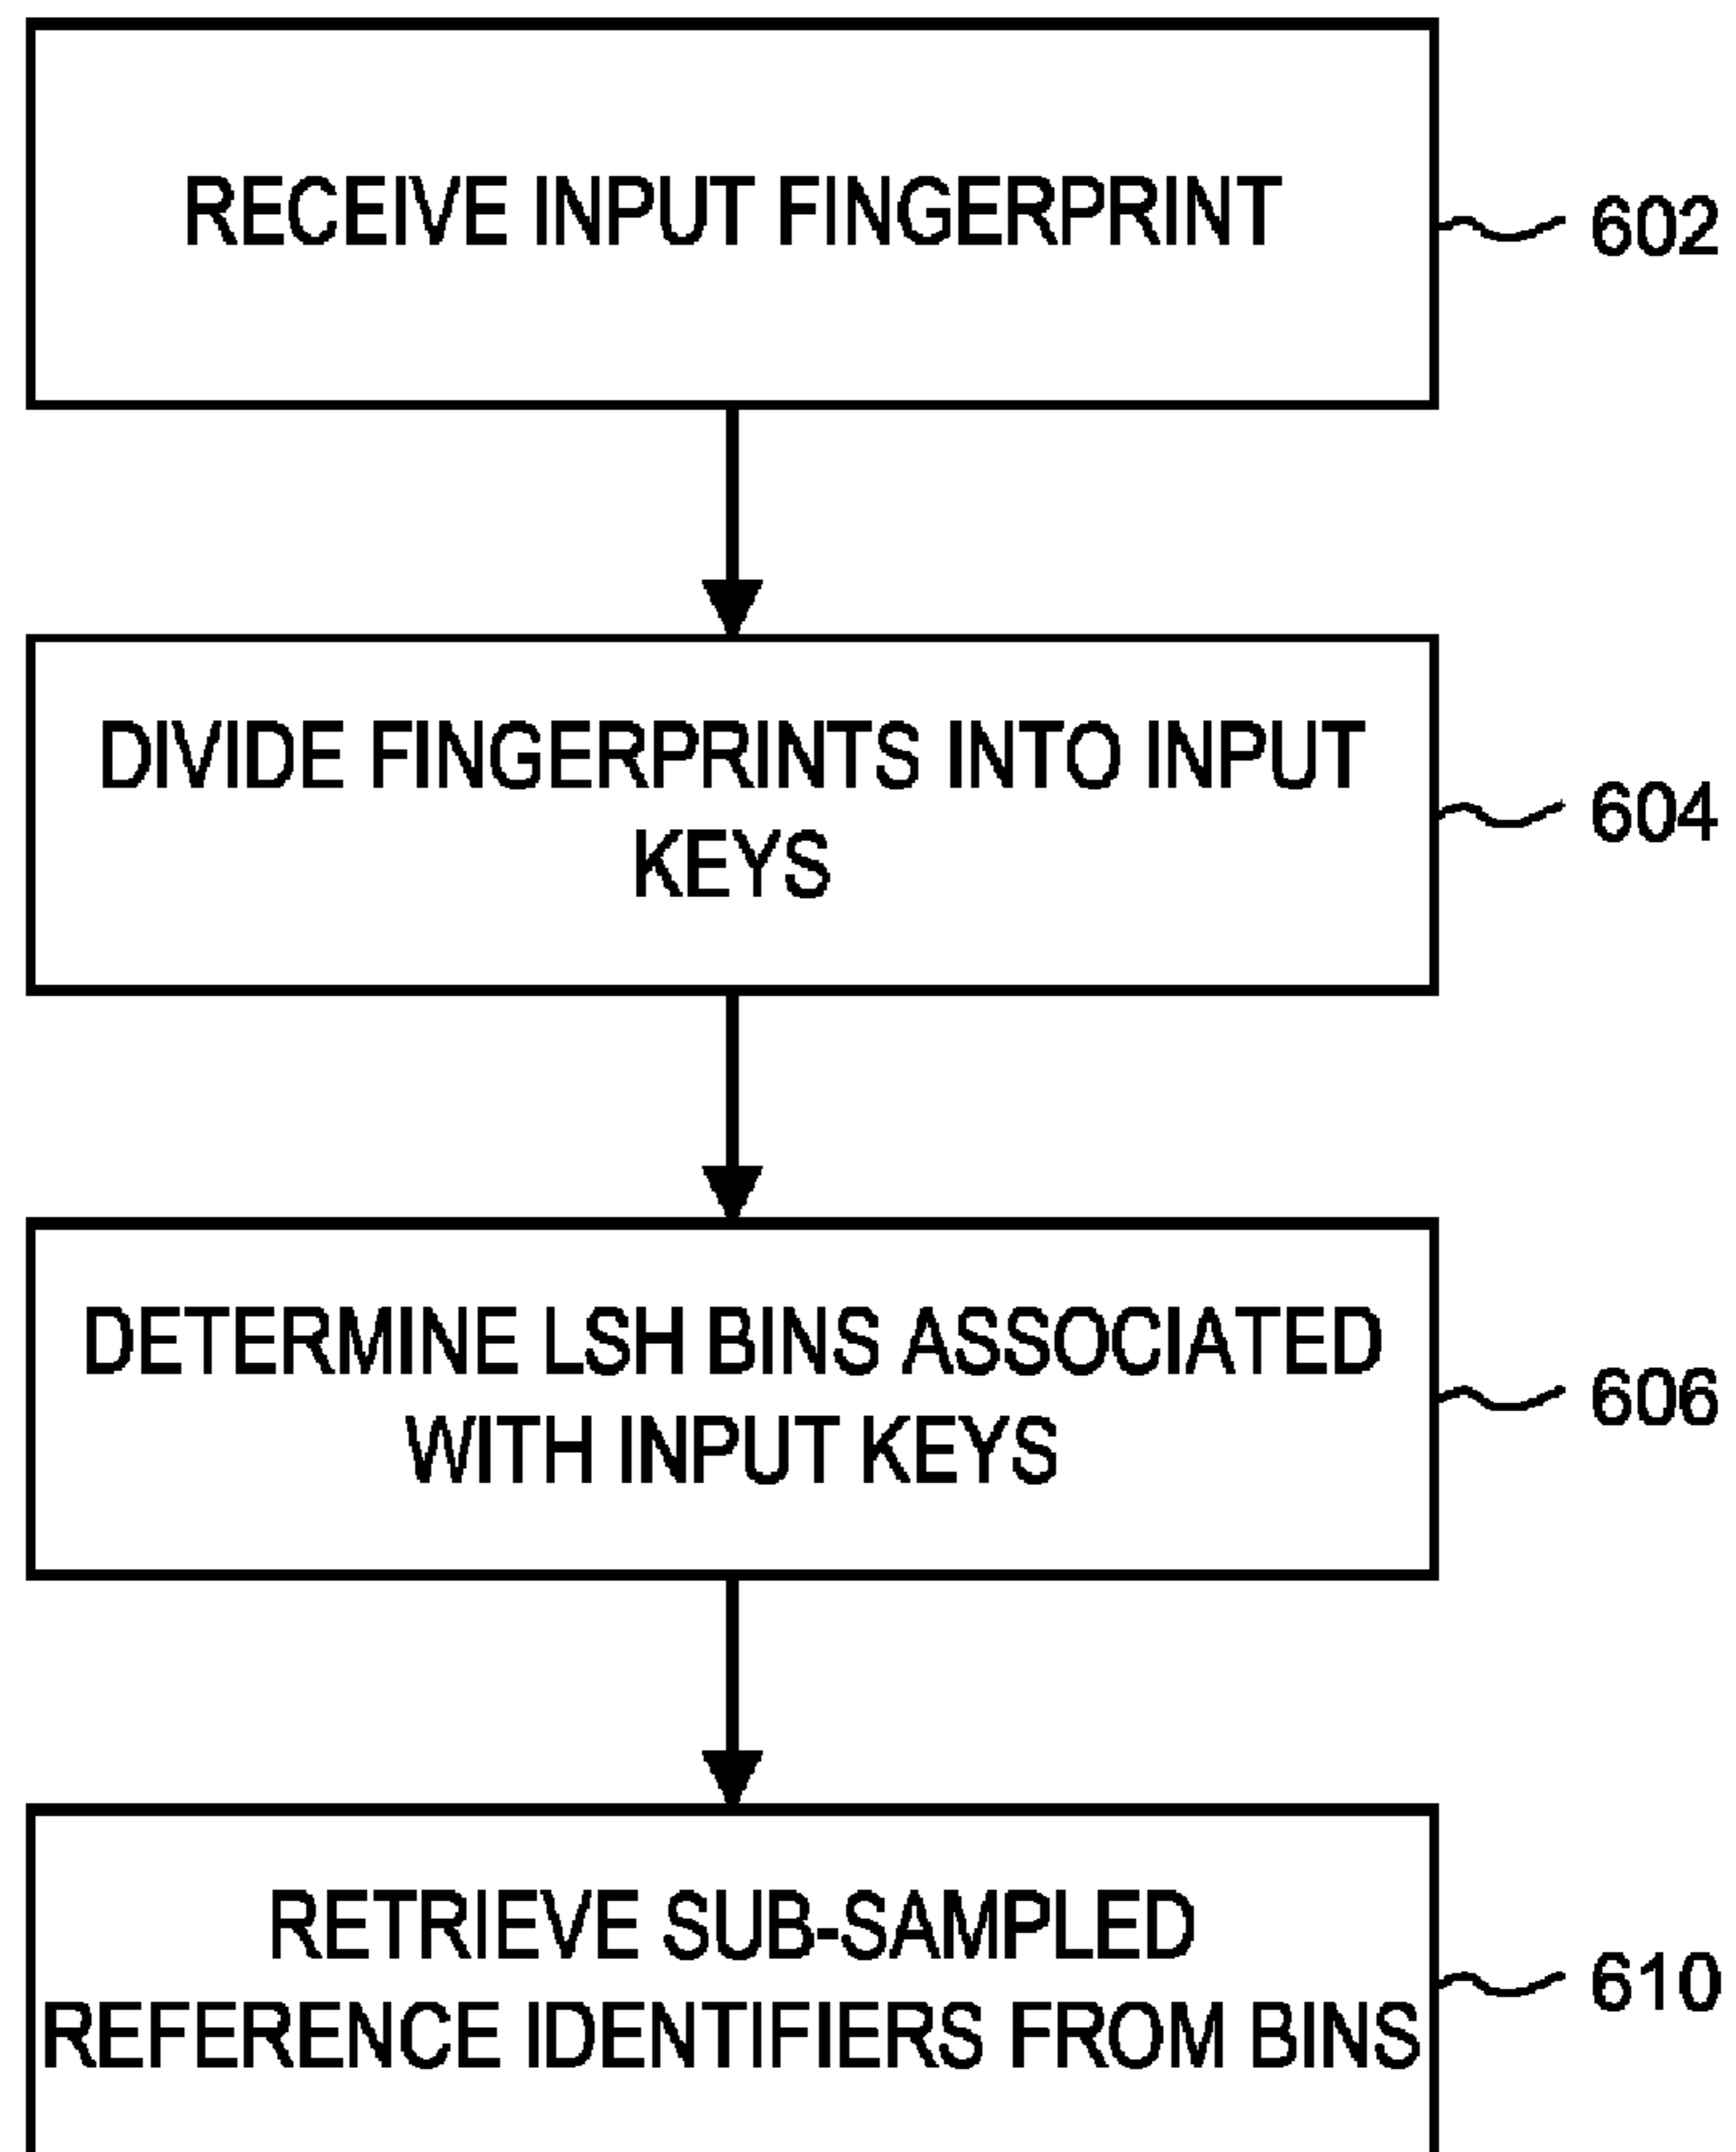 RECEIVE INPUT FINGERPRINT
602
DIVIDE FINGERPRINTS INTO INPUT
KEYS
604
DETERMINE LSH BINS ASSOCIATED
WITH INPUT KEYS
606
RETRIEVE SUB-SAMPLED
REFERENCE IDENTIFIERS FROM BINS
610